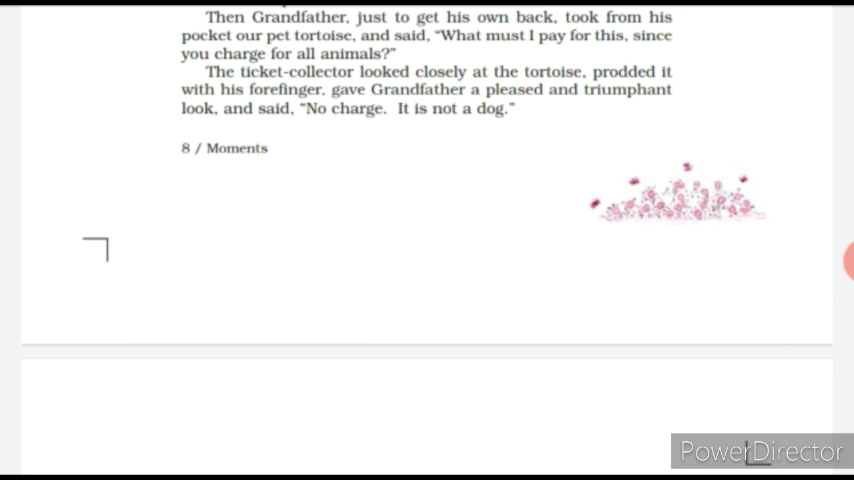 Then Grandfather, just to get his own back, took from his
pocket our pet tortoise, and said, “What must I pay for this, since
you charge for all animals?”
The ticket-collector looked closely at the tortoise, prodded it
with his forefinger, gave Grandfather a pleased and triumphant
look, and said, “No charge.  It is not a dog.”
8 / Moments
PowerDirector